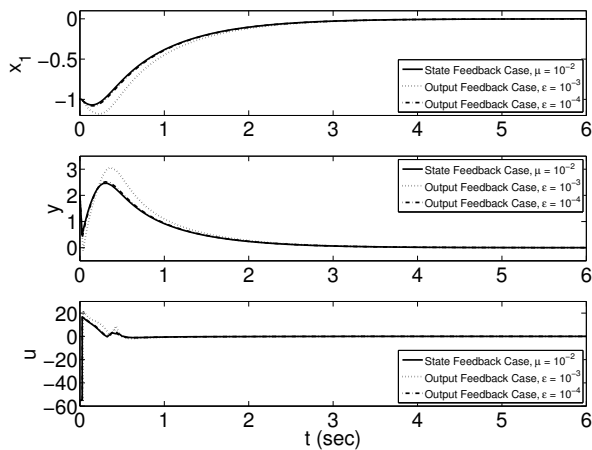 0
−0.5
−1
x₁
State Feedback Case, μ = 10⁻²
Output Feedback Case, ε = 10⁻³
Output Feedback Case, ε = 10⁻⁴
0 1 2 3 4 5 6
3
2
1
0
y
State Feedback Case, μ = 10⁻²
Output Feedback Case, ε = 10⁻³
Output Feedback Case, ε = 10⁻⁴
0 1 2 3 4 5 6
20
0
−20
−40
−60
u
State Feedback Case, μ = 10⁻²
Output Feedback Case, ε = 10⁻³
Output Feedback Case, ε = 10⁻⁴
0 1 2 3 4 5 6
t (sec)